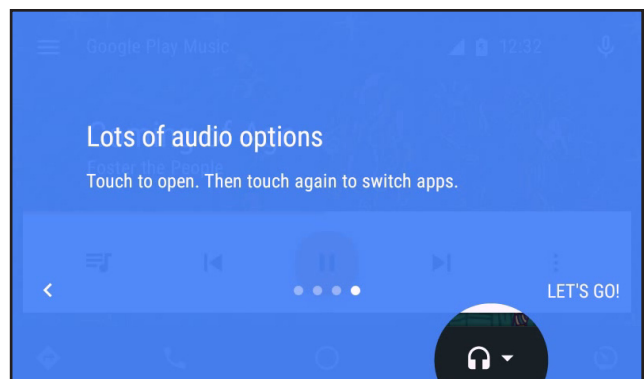 Google Play Music
12:32
Lots of audio options
Foster the People
Touch to open. Then touch again to switch apps.
LET'S GO!